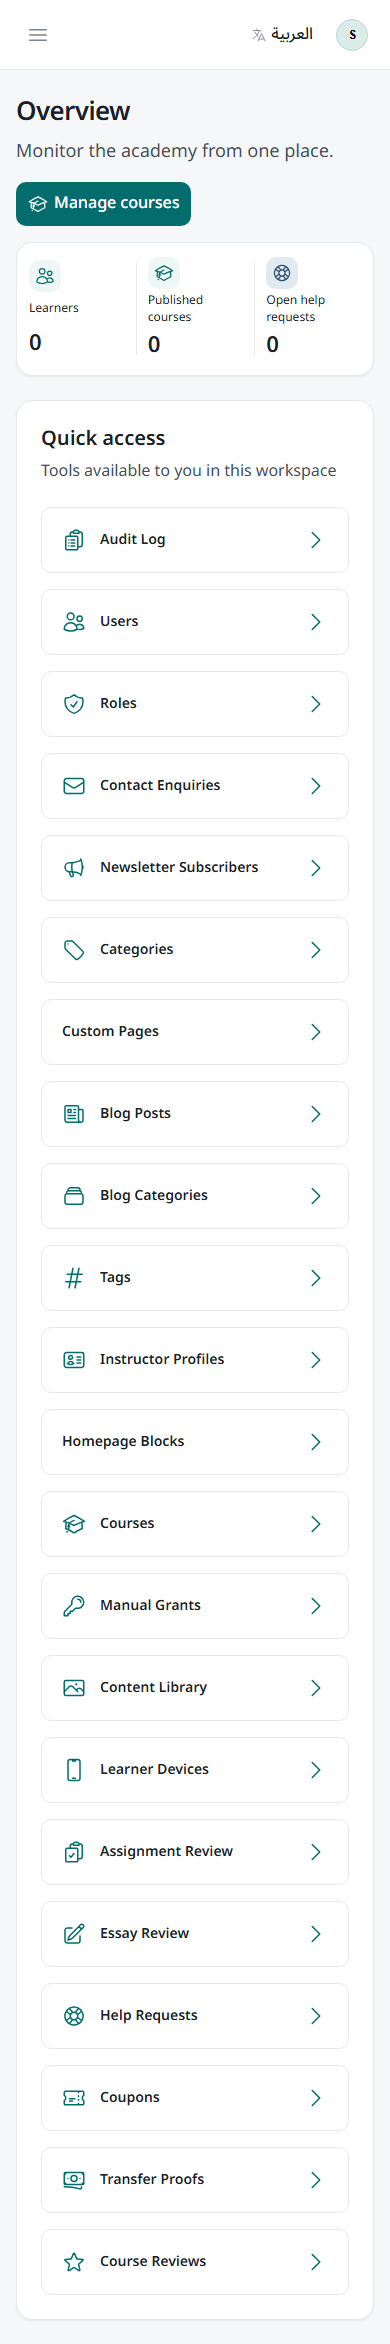 العربية
S
Overview
Monitor the academy from one place.
Manage courses
Learners
0
Published
courses
0
Open help
requests
0
Quick access
Tools available to you in this workspace
Audit Log
Users
Roles
Contact Enquiries
Newsletter Subscribers
Categories
Custom Pages
Blog Posts
Blog Categories
Tags
Instructor Profiles
Homepage Blocks
Courses
Manual Grants
Content Library
Learner Devices
Assignment Review
Essay Review
Help Requests
Coupons
Transfer Proofs
Course Reviews